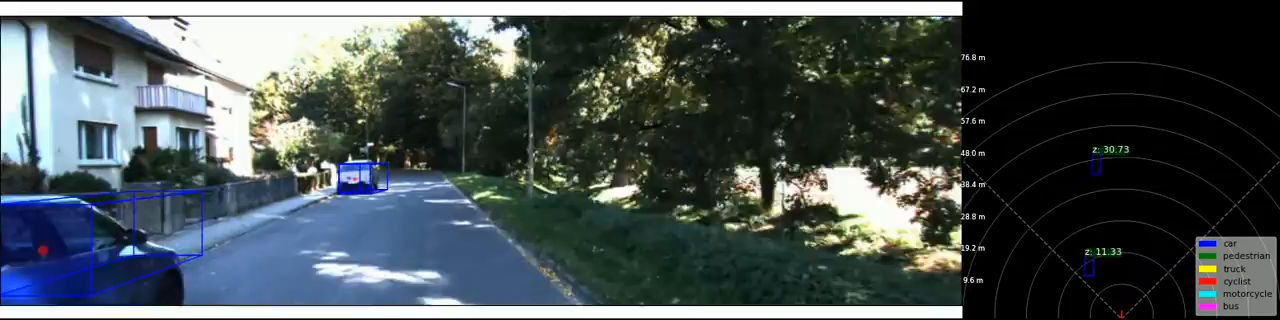 76.8 m
67.2 m
57.6 m
48.0 m
38.4 m
28.8 m
19.2 m
9.6 m
z: 30.73
z: 11.33
car
pedestrian
truck
cyclist
motorcycle
bus